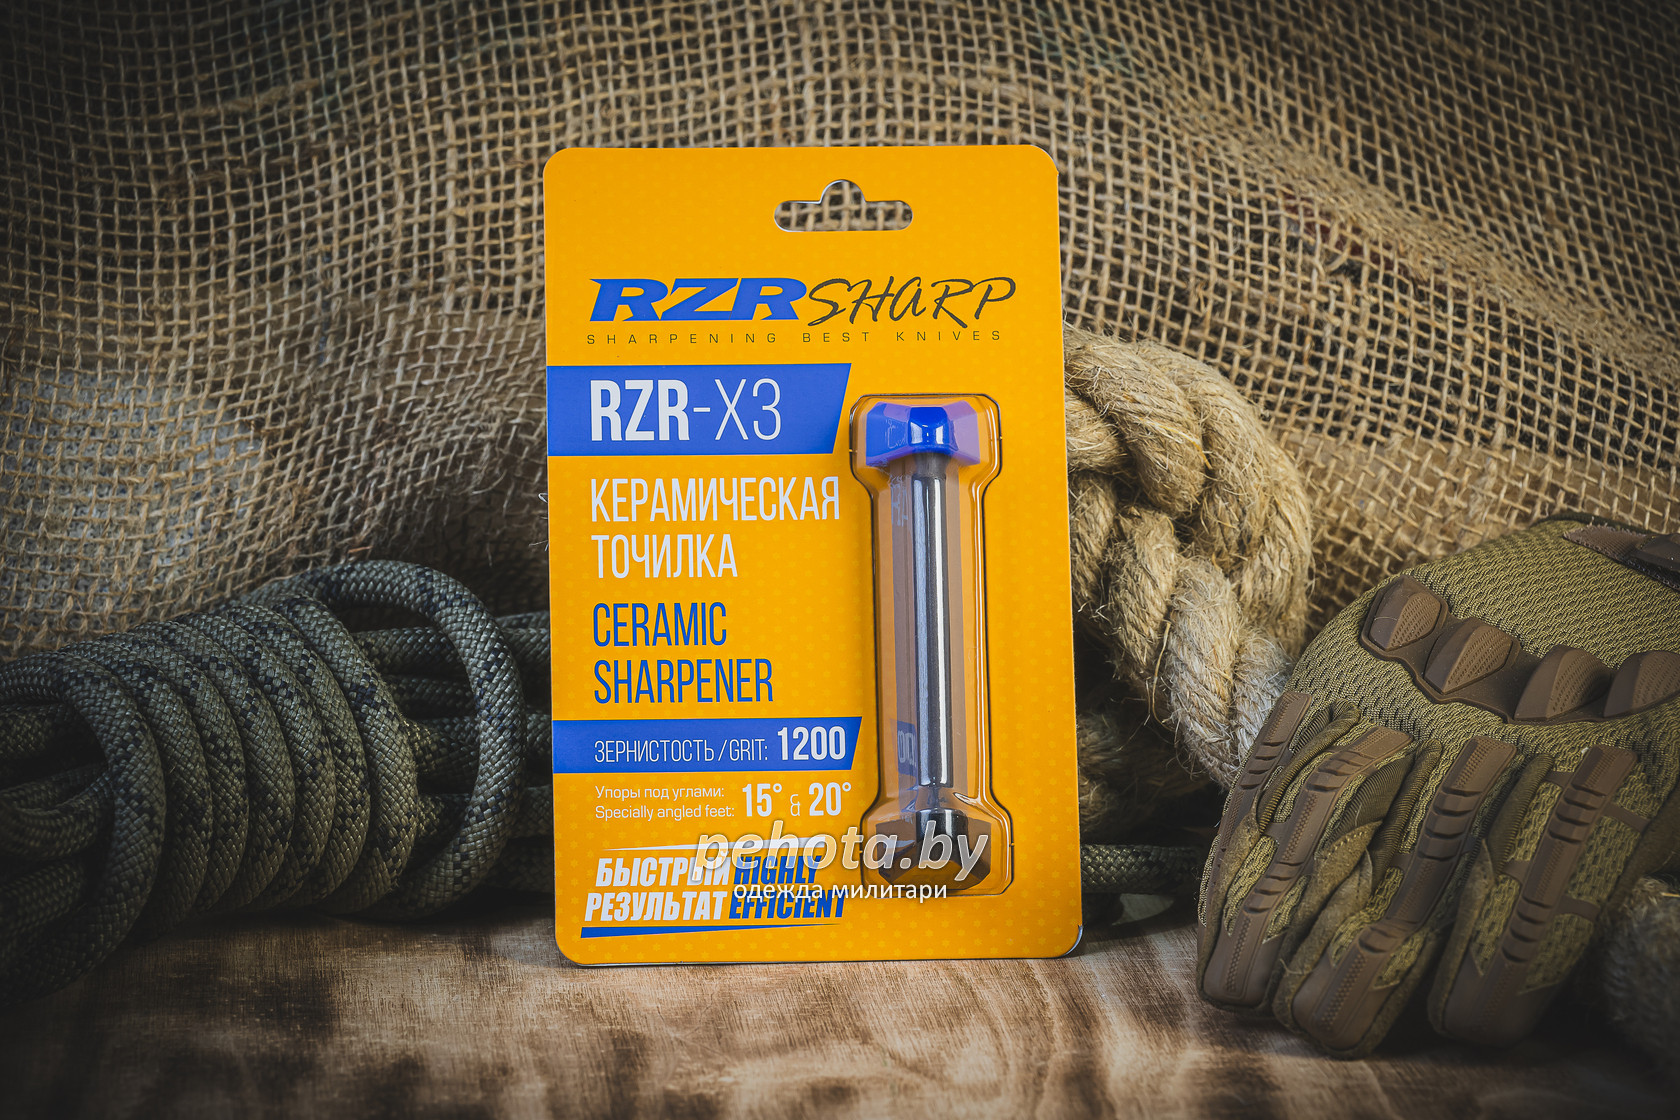 RZRSHARP
SHARPENING BEST KNIVES
RZR-X3
КЕРАМИЧЕСКАЯ
ТОЧИЛКА
CERAMIC
SHARPENER
ЗЕРНИСТОСТЬ/GRIT: 1200
Упоры под углами:
Specially angled feet: 15° & 20°
pehota.by
одежда милитари
БЫСТРЫЙ HIGHLY
РЕЗУЛЬТАТ EFFICIENT